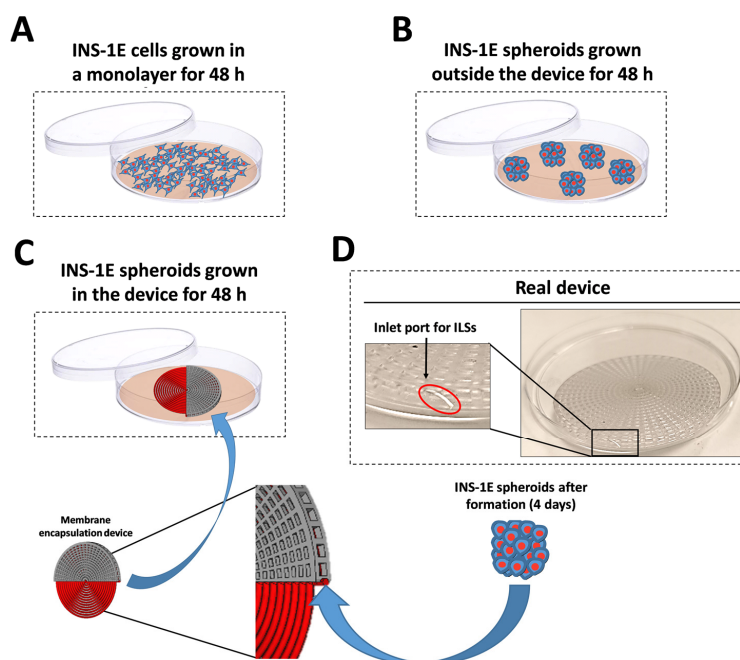 A
INS-1E cells grown in
a monolayer for 48 h
B
INS-1E spheroids grown
outside the device for 48 h
C
INS-1E spheroids grown
in the device for 48 h
D
Real device
Inlet port for ILSs
Membrane
encapsulation device
INS-1E spheroids after
formation (4 days)